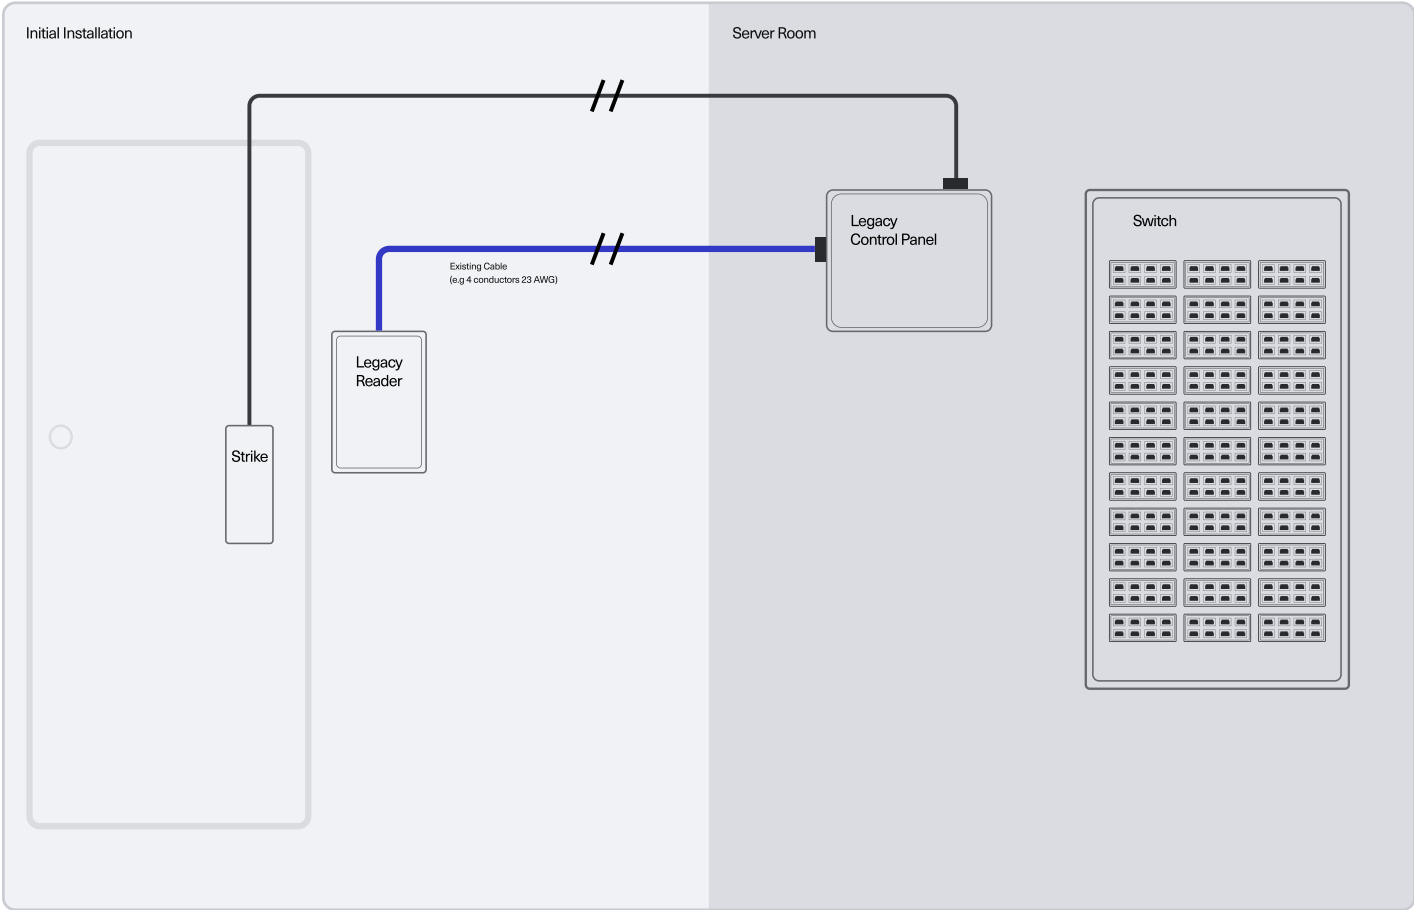 Initial Installation
Server Room
Legacy
Control Panel
Switch
Existing Cable
(e.g 4 conductors 23 AWG)
Legacy
Reader
Strike